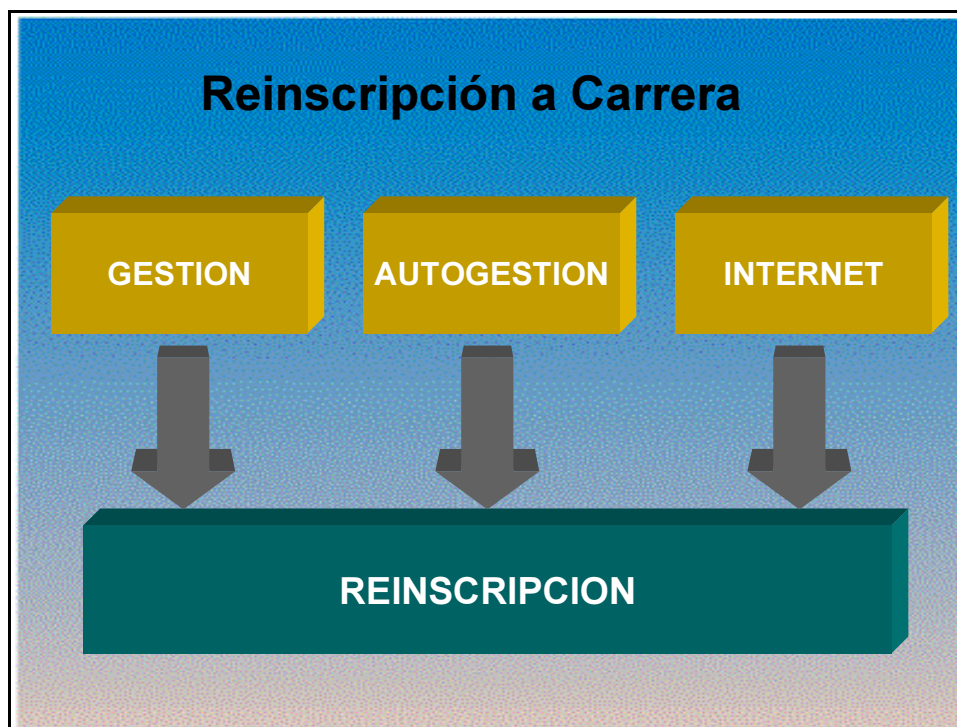 Reinscripción a Carrera
GESTION
AUTOGESTION
INTERNET
REINSCRIPCION